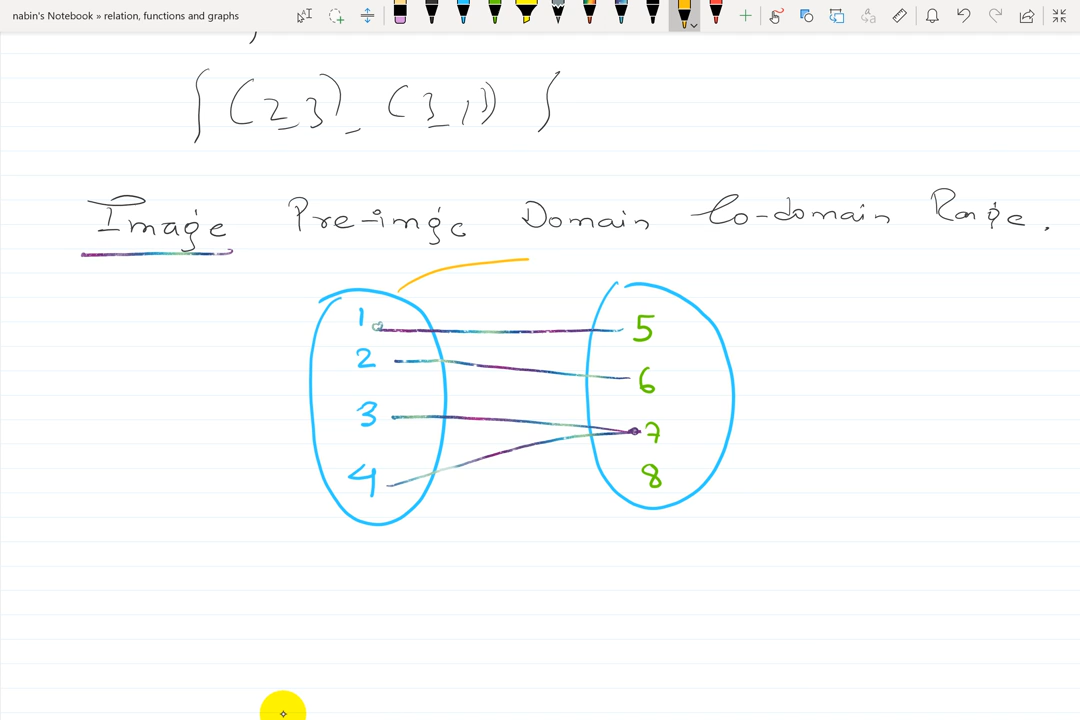 nabin's Notebook » relation, functions and graphs
{ (2,3), (3,1) }
Image Pre-imge Domain Co-domain Range.
1 5
2 6
3 7
4 8